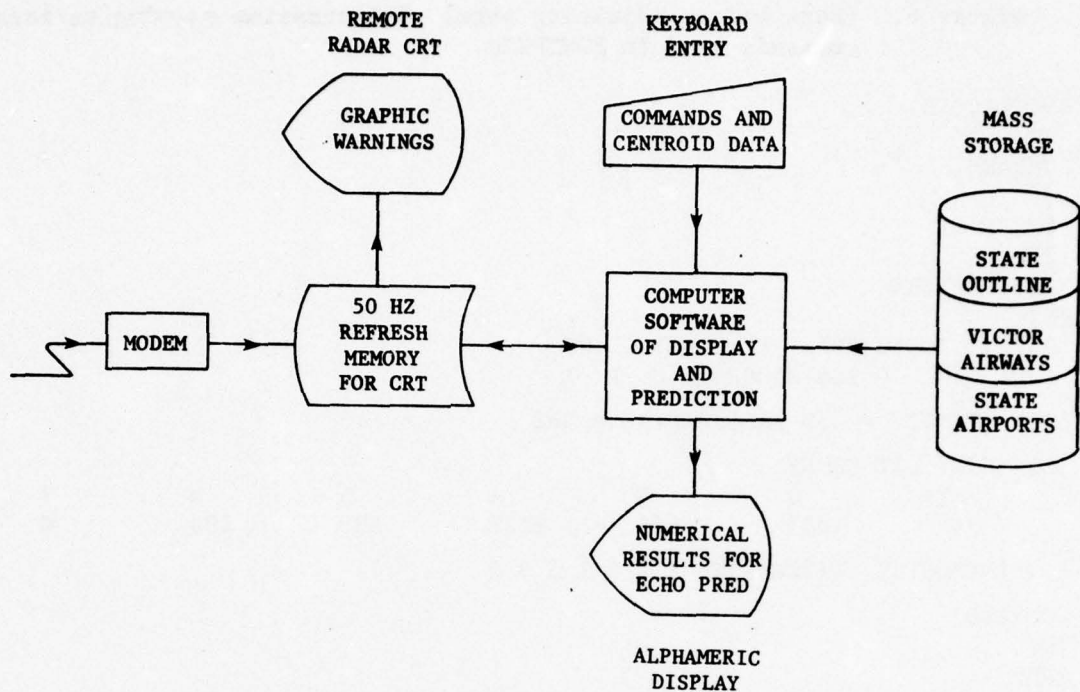 REMOTE
RADAR CRT
GRAPHIC
WARNINGS
KEYBOARD
ENTRY
COMMANDS AND
CENTROID DATA
MASS
STORAGE
STATE
OUTLINE
VICTOR
AIRWAYS
STATE
AIRPORTS
MODEM
50 HZ
REFRESH
MEMORY
FOR CRT
COMPUTER
SOFTWARE
OF DISPLAY
AND
PREDICTION
NUMERICAL
RESULTS FOR
ECHO PRED
ALPHAMERIC
DISPLAY